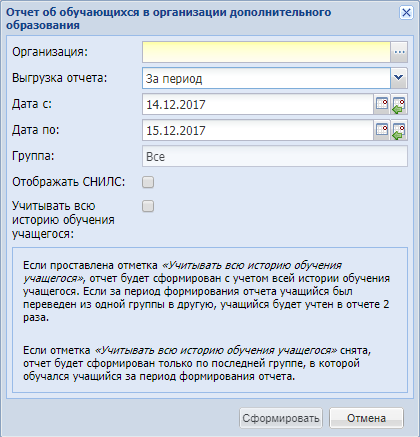 Отчет об обучающихся в организации дополнительного
образования
Организация:
Выгрузка отчета: За период
Дата с: 14.12.2017
Дата по: 15.12.2017
Группа: Все
Отображать СНИЛС:
Учитывать всю
историю обучения
учащегося:
Если проставлена отметка «Учитывать всю историю обучения
учащегося», отчет будет сформирован с учетом всей истории обучения
учащегося. Если за период формирования отчета учащийся был
переведен из одной группы в другую, учащийся будет учтен в отчете 2
раза.
Если отметка «Учитывать всю историю обучения учащегося» снята,
отчет будет сформирован только по последней группе, в которой
обучался учащийся за период формирования отчета.
Сформировать Отмена